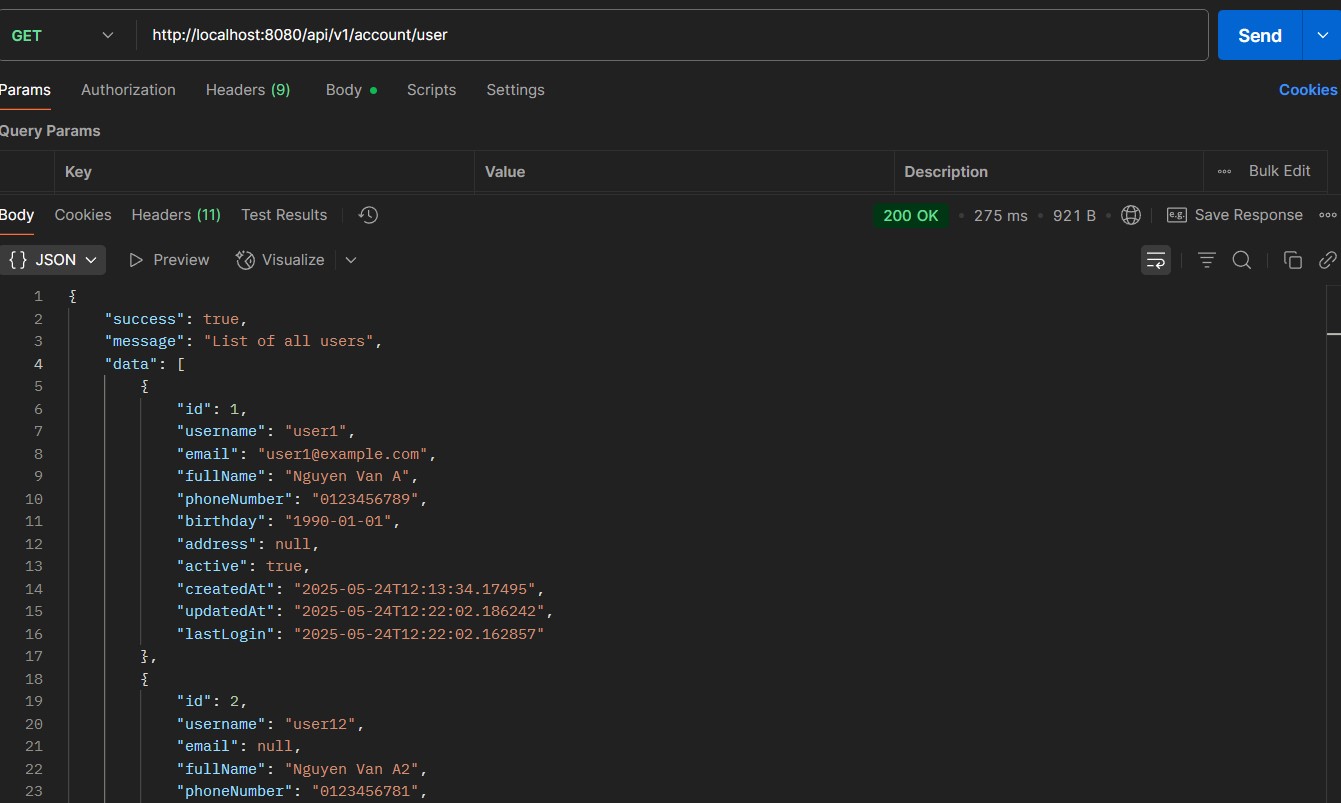 GET http://localhost:8080/api/v1/account/user Send
Params Authorization Headers (9) Body Scripts Settings Cookies
Query Params
Key Value Description Bulk Edit
Body Cookies Headers (11) Test Results 200 OK 275 ms 921 B e.g. Save Response
{} JSON Preview Visualize
1 {
2 "success": true,
3 "message": "List of all users",
4 "data": [
5 {
6 "id": 1,
7 "username": "user1",
8 "email": "user1@example.com",
9 "fullName": "Nguyen Van A",
10 "phoneNumber": "0123456789",
11 "birthday": "1990-01-01",
12 "address": null,
13 "active": true,
14 "createdAt": "2025-05-24T12:13:34.17495",
15 "updatedAt": "2025-05-24T12:22:02.186242",
16 "lastLogin": "2025-05-24T12:22:02.162857"
17 },
18 {
19 "id": 2,
20 "username": "user12",
21 "email": null,
22 "fullName": "Nguyen Van A2",
23 "phoneNumber": "0123456781",